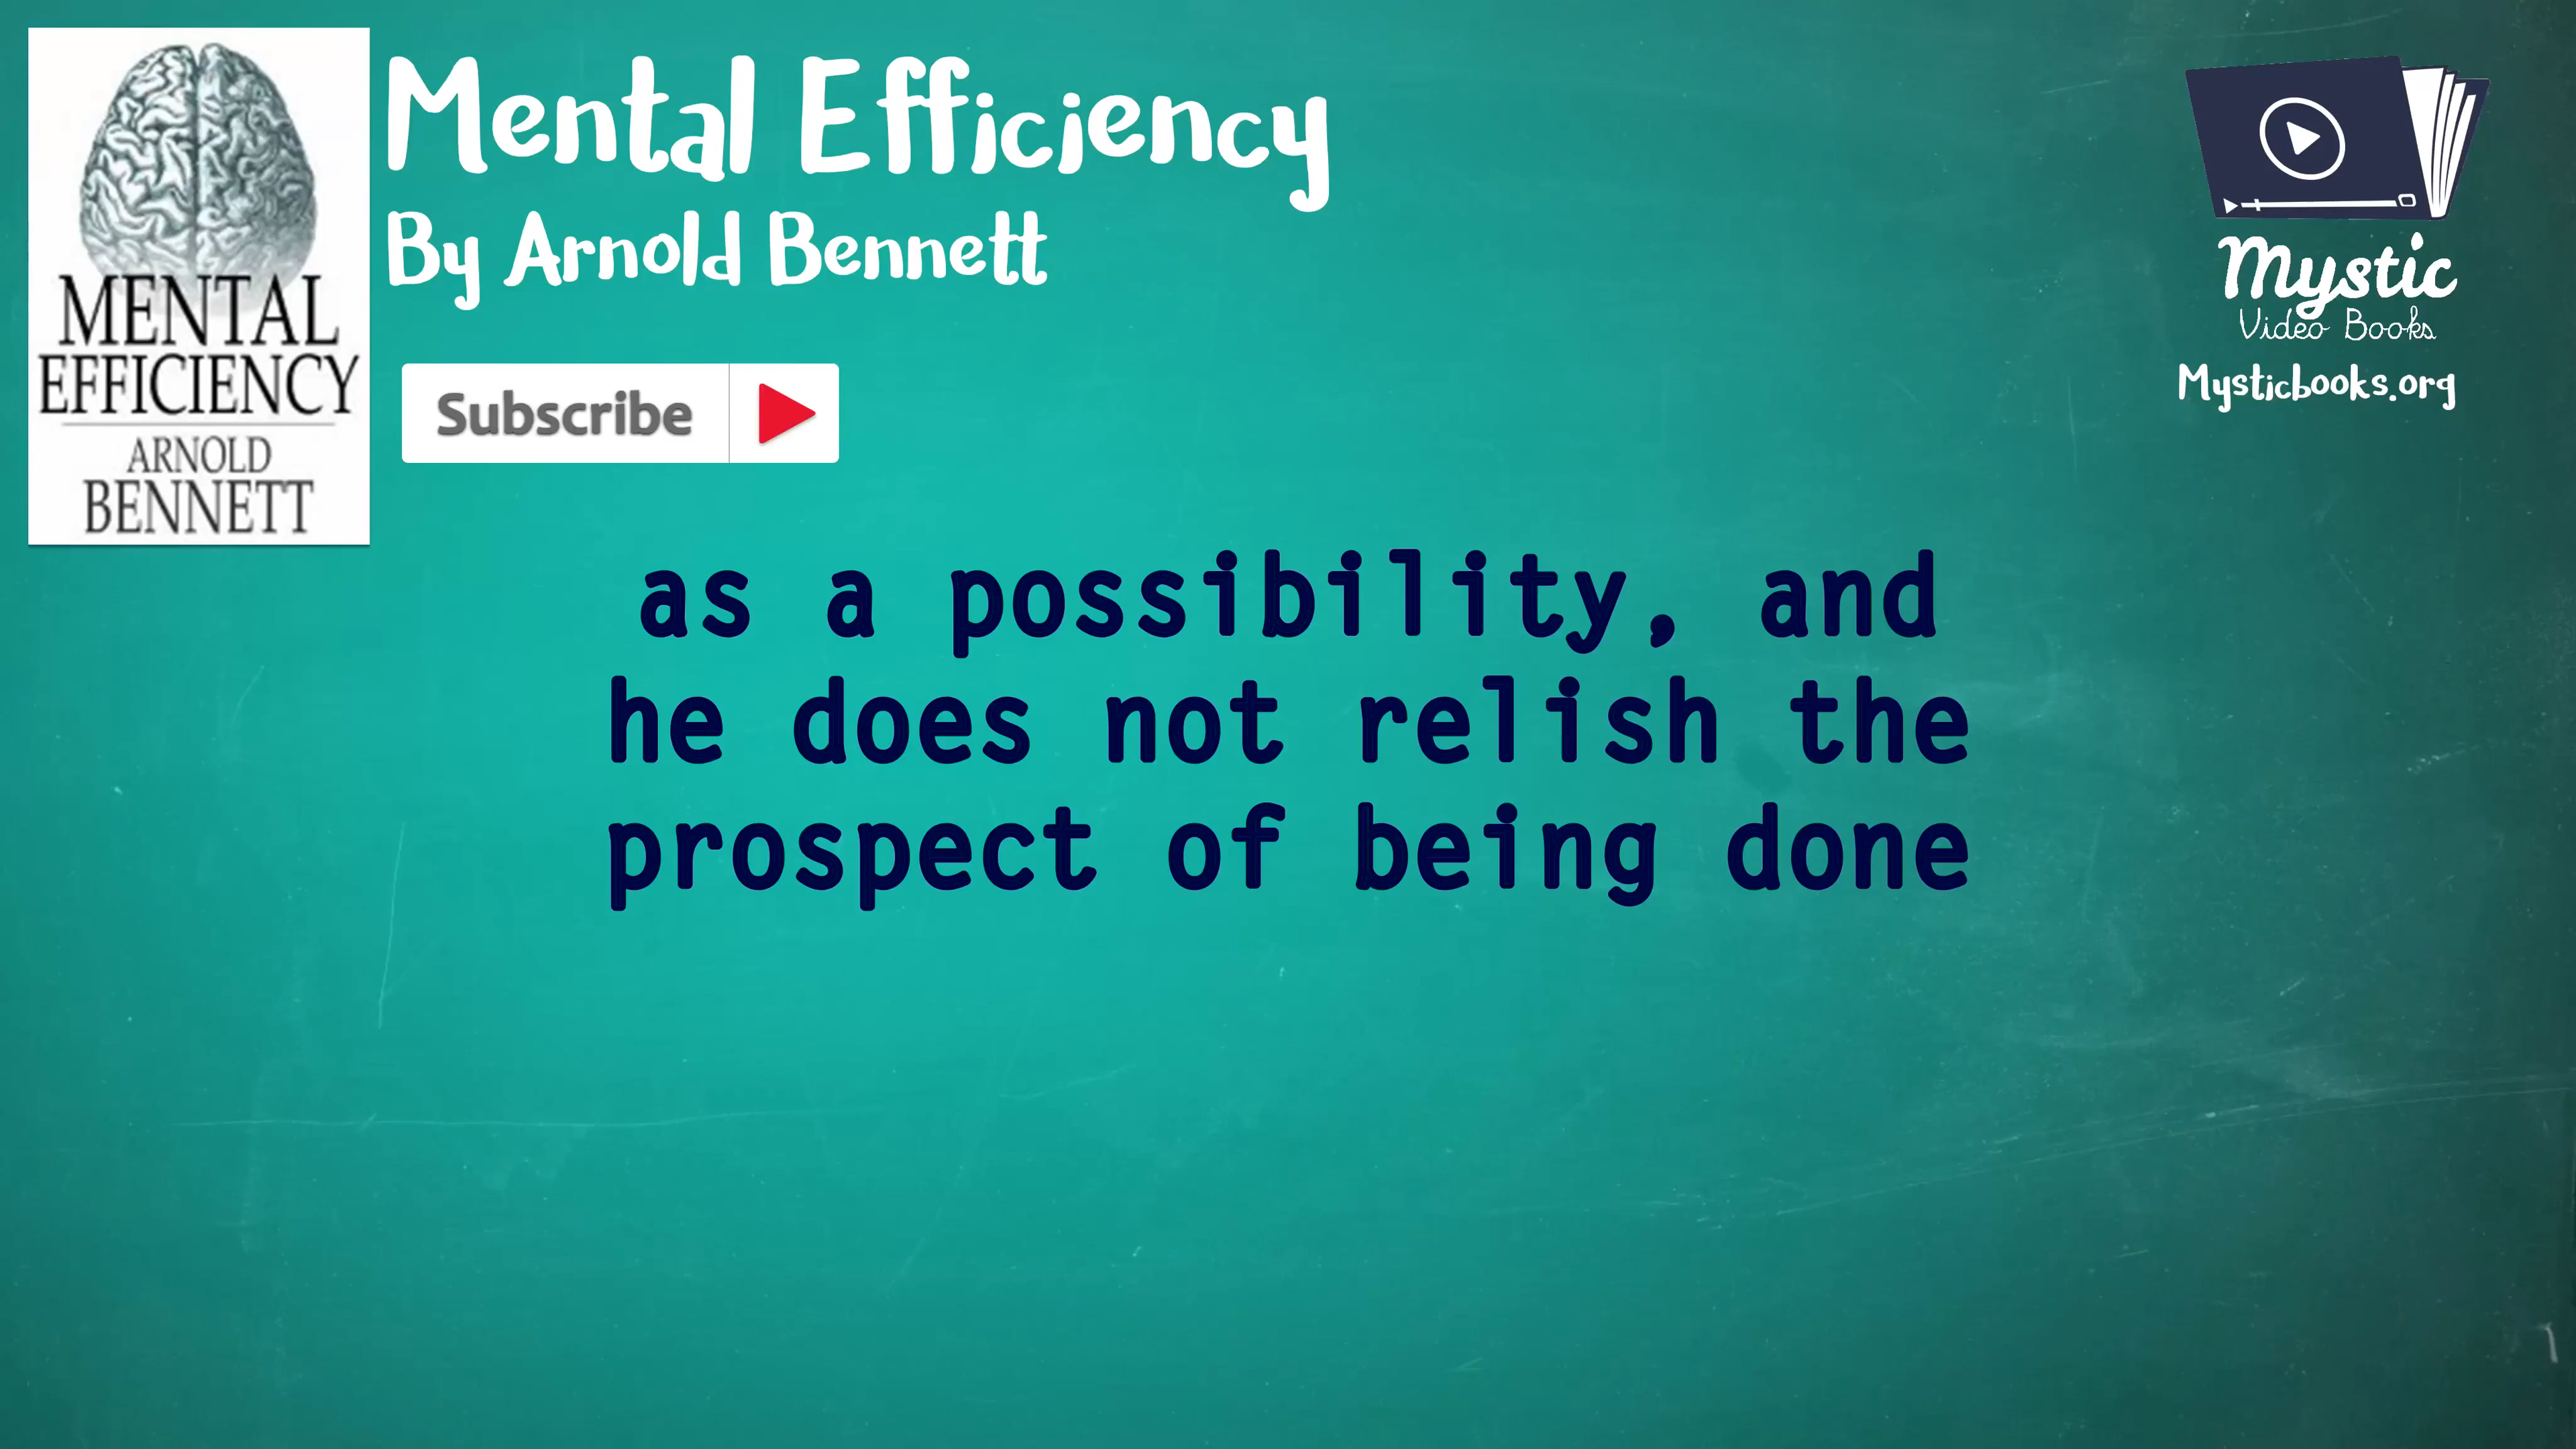 MENTAL
EFFICIENCY
ARNOLD
BENNETT
Mental Efficiency
By Arnold Bennett
Subscribe
Mystic
Video Books
Mysticbooks.org
as a possibility, and
he does not relish the
prospect of being done